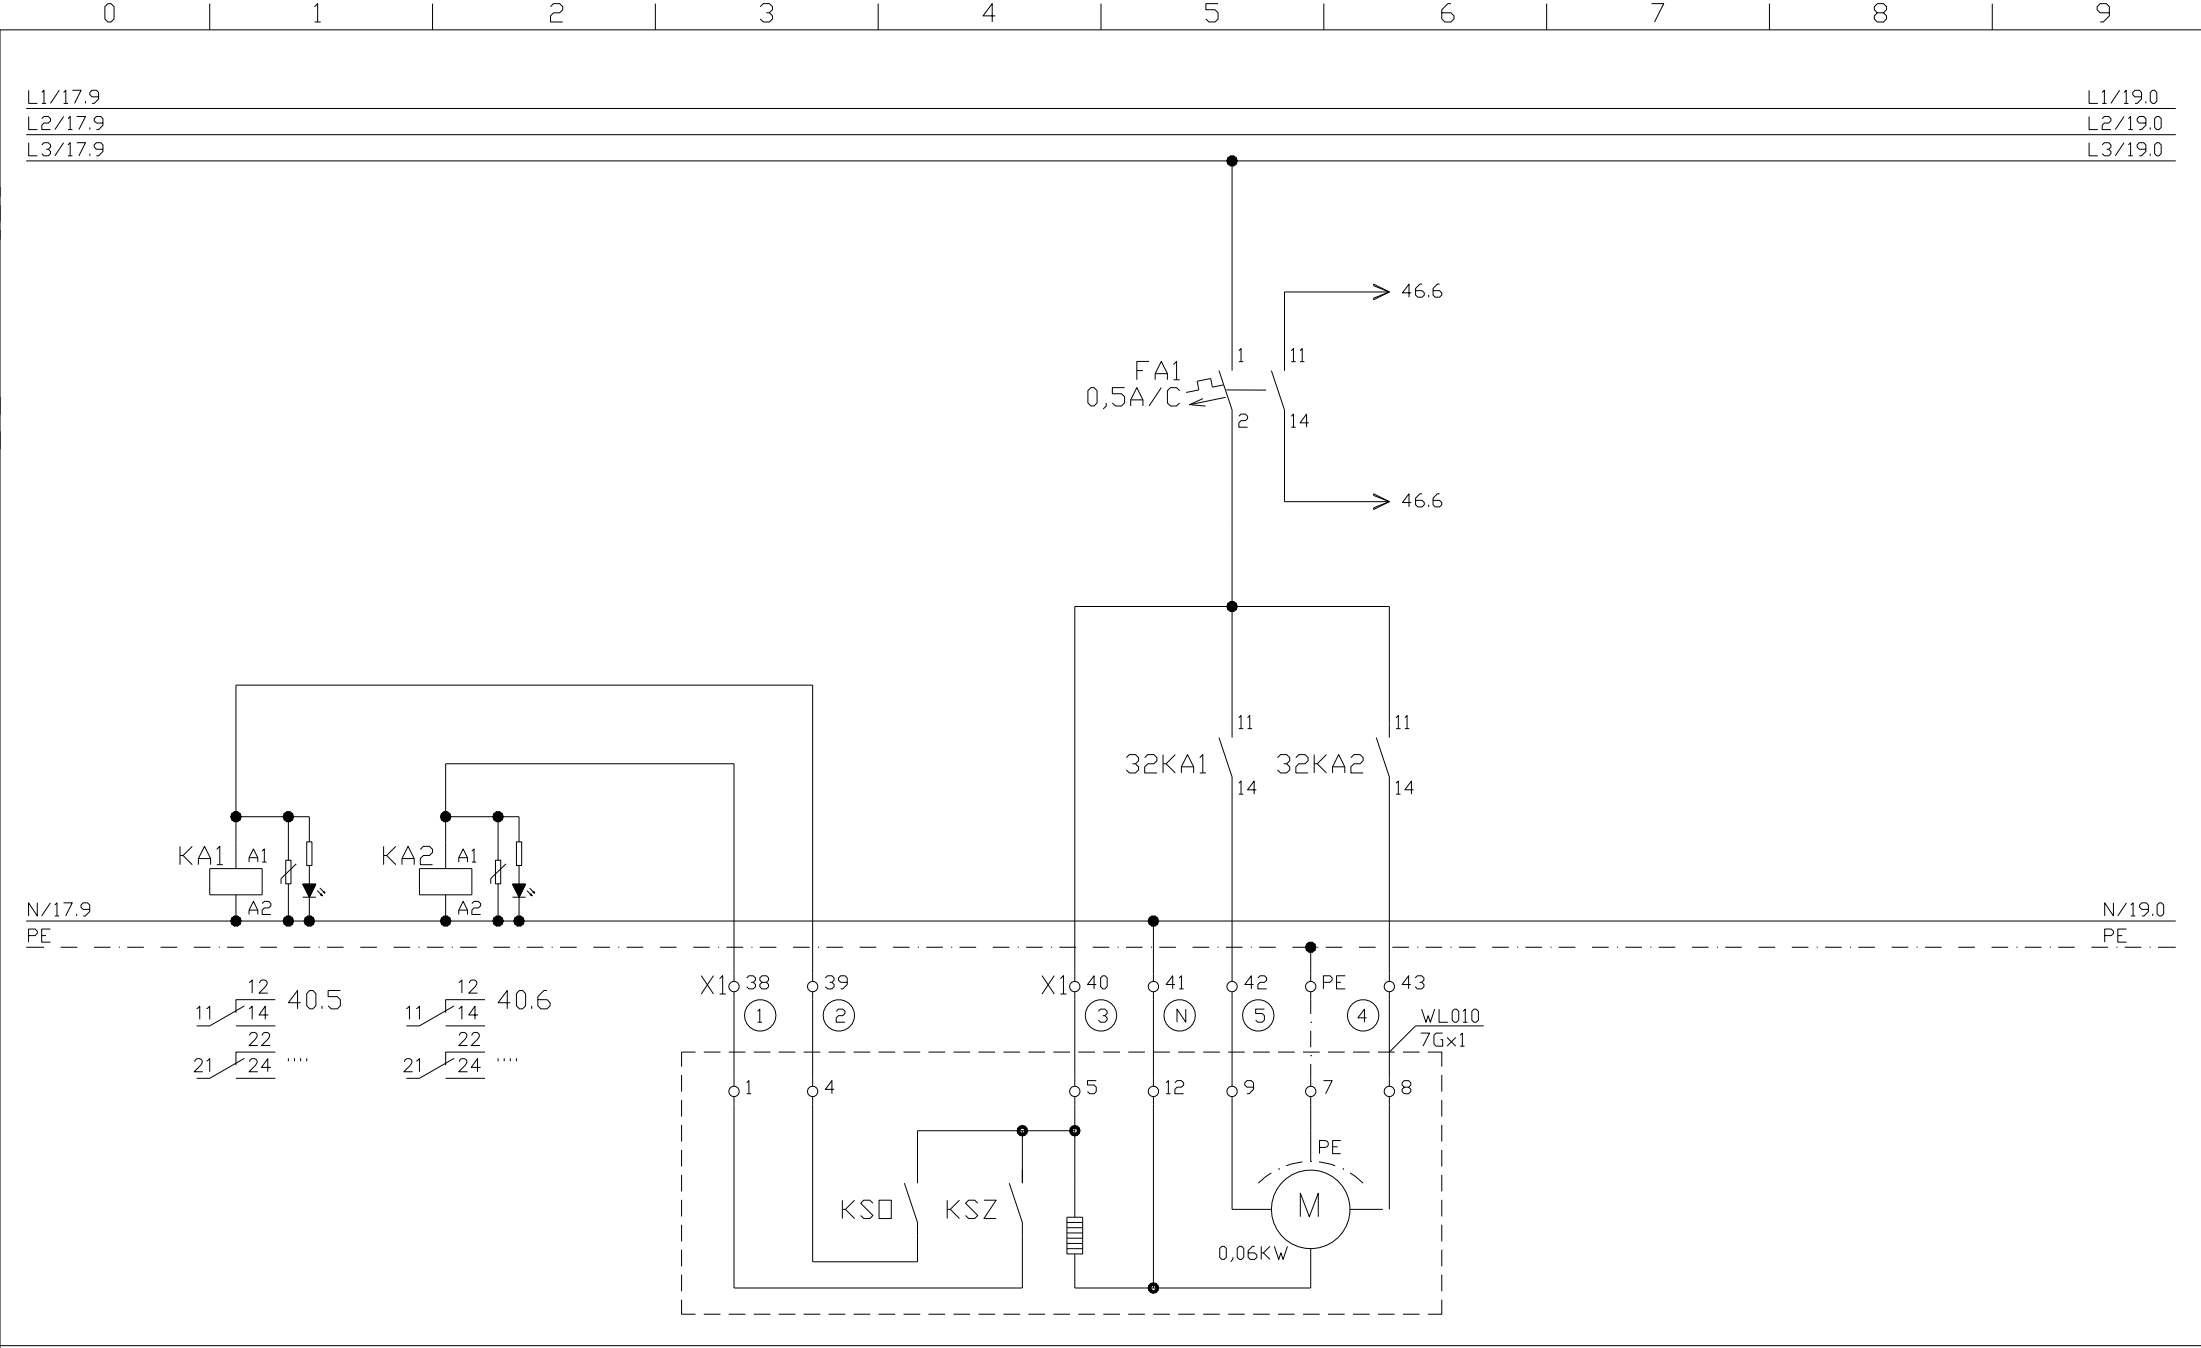 0 1 2 3 4 5 6 7 8 9
L1/17.9 L1/19.0
L2/17.9 L2/19.0
L3/17.9 L3/19.0
46.6
1 11
FA1
0,5A/C
2 14
46.6
11 11
32KA1 32KA2
14 14
KA1 A1 KA2 A1
A2 A2
N/17.9 N/19.0
PE PE
X1 38 39 X1 40 41 42 PE 43
12 40.5 12 40.6
11 14 11 14
1 2 3 N 5 4 WL010
22 22 7Gx1
21 24 '''' 21 24 ''''
1 4 5 12 9 7 8
PE
KSO KSZ M
0,06KW